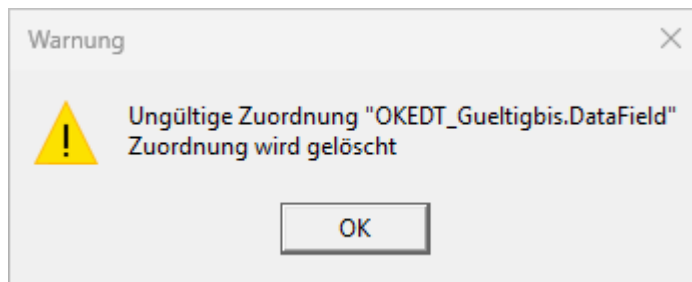 Warnung
Ungültige Zuordnung "OKEDT_Gueltigbis.DataField"
Zuordnung wird gelöscht
OK